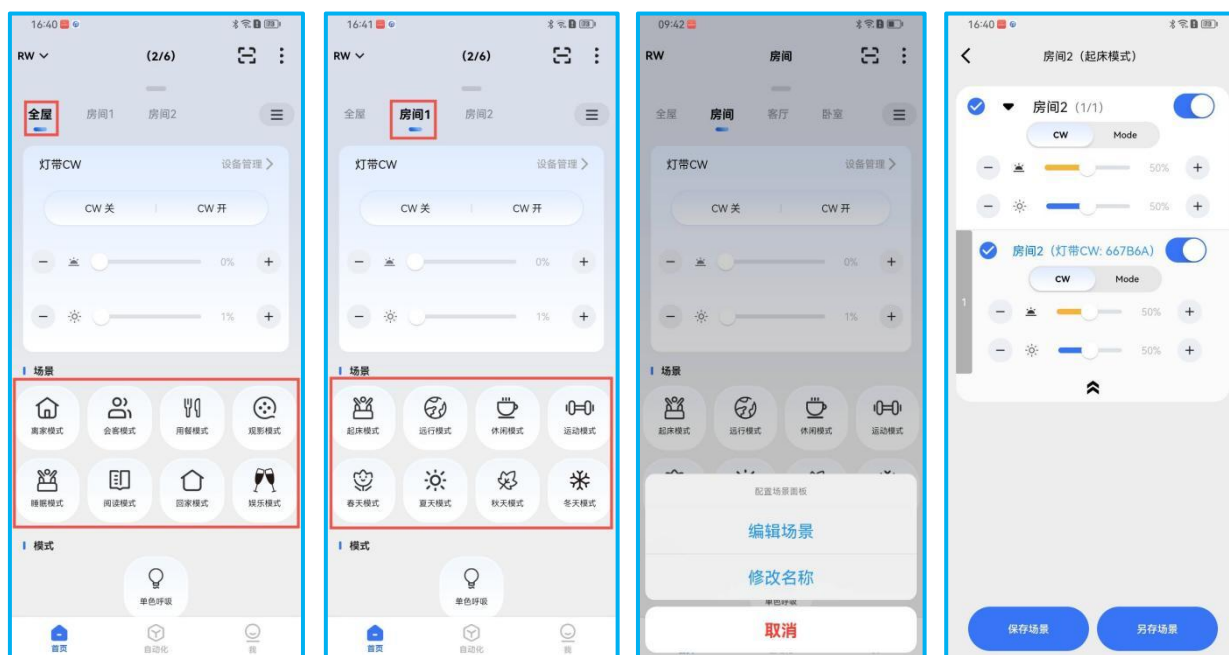 16:40
RW
(2/6)
全屋 房间1 房间2
灯带CW 设备管理
CW 关 CW 开
0%
1%
场景
离家模式 会客模式 用餐模式 观影模式
睡眠模式 阅读模式 回家模式 娱乐模式
模式
单色呼吸
首页 自动化 我
16:41
RW
(2/6)
全屋 房间1 房间2
灯带CW 设备管理
CW 关 CW 开
0%
1%
场景
起床模式 远行模式 休闲模式 运动模式
春天模式 夏天模式 秋天模式 冬天模式
模式
单色呼吸
首页 自动化 我
09:42
RW 房间
全屋 房间 客厅 卧室
灯带CW 设备管理
CW 关 CW 开
0%
1%
场景
起床模式 远行模式 休闲模式 运动模式
配置场景面板
编辑场景
修改名称
单色呼吸
取消
16:40
房间2（起床模式）
房间2 (1/1)
CW Mode
50%
50%
房间2（灯带CW: 667B6A）
CW Mode
1
50%
50%
保存场景 另存场景